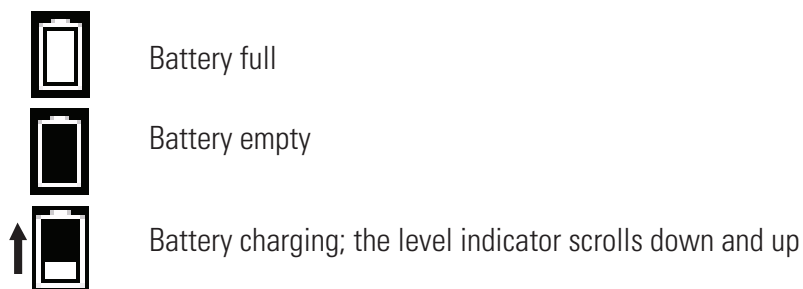 Battery full
Battery empty
Battery charging; the level indicator scrolls down and up